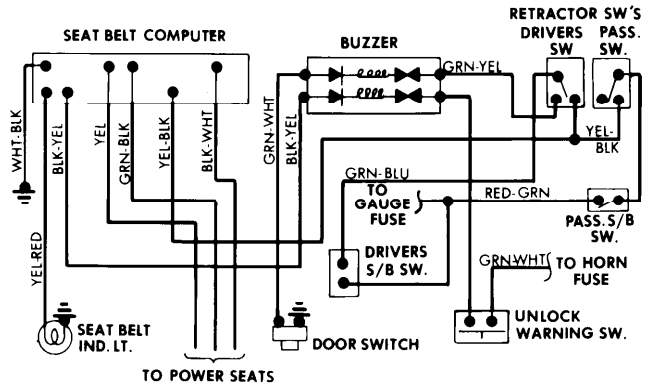 RETRACTOR SW'S
SEAT BELT COMPUTER
BUZZER
DRIVERS
SW
PASS.
SW.
GRN-YEL
WHT-BLK
BLK-YEL
YEL
GRN-BLK
YEL-BLK
BLK-WHT
GRN-WHT
BLK-YEL
YEL-
BLK
GRN-BLU
TO
GAUGE
FUSE
RED-GRN
PASS. S/B
SW.
YEL-RED
DRIVERS
S/B SW.
GRN-WHT
TO HORN
FUSE
SEAT BELT
IND. LT.
DOOR SWITCH
UNLOCK
WARNING SW.
TO POWER SEATS